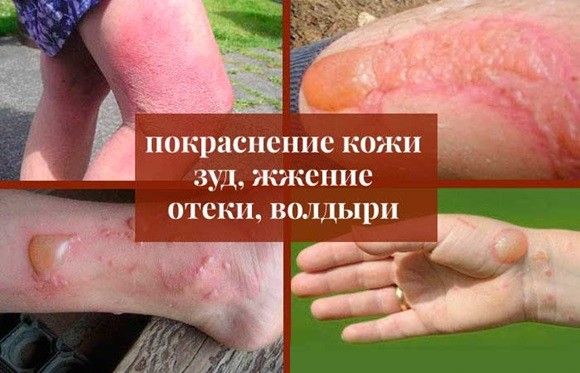 покраснение кожи
зуд, жжение
отеки, волдыри